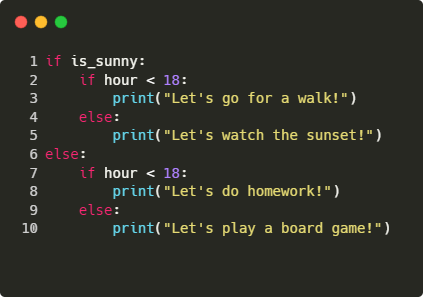 1 if is_sunny:
2     if hour < 18:
3         print("Let's go for a walk!")
4     else:
5         print("Let's watch the sunset!")
6 else:
7     if hour < 18:
8         print("Let's do homework!")
9     else:
10         print("Let's play a board game!")